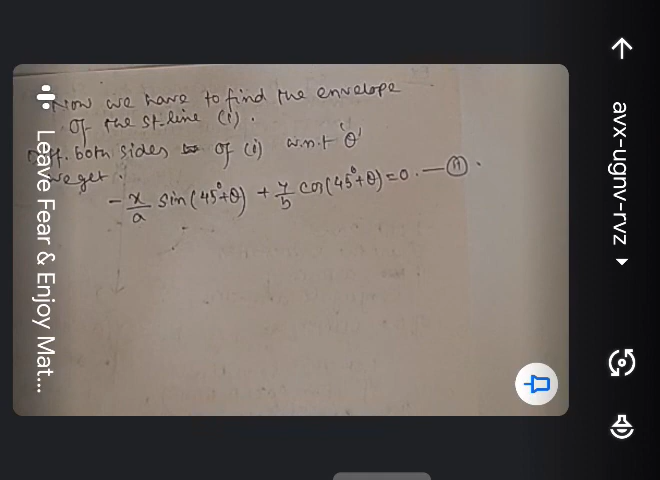 Now we have to find the envelope
of the st. line (i).
Diff. both sides of (i) w.r.t 'θ'
we get,
- x/a sin(45°+θ) + y/b cos(45°+θ) = 0. — (ii).
Leave Fear & Enjoy Mat...
avx-ugnv-rvz